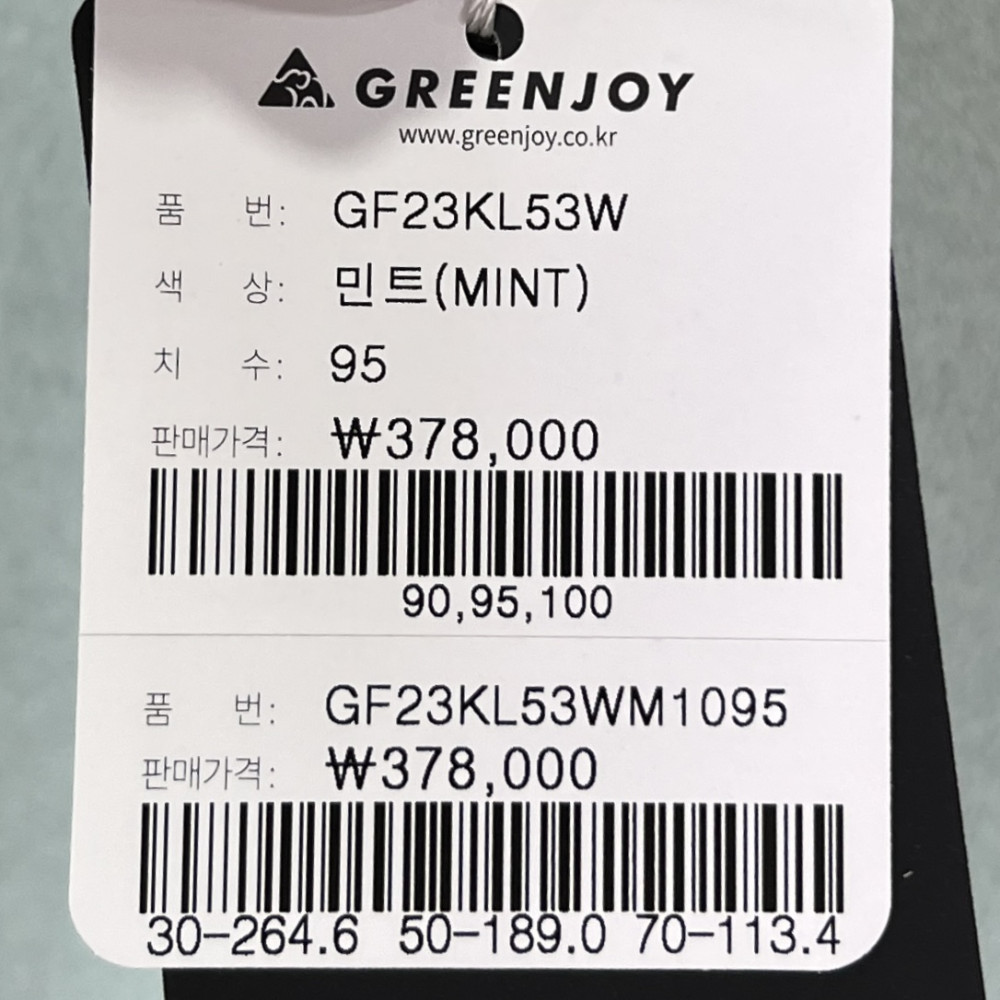 GREENJOY
www.greenjoy.co.kr
품 번: GF23KL53W
색 상: 민트(MINT)
치 수: 95
판매가격: ₩378,000
90,95,100
품 번: GF23KL53WM1095
판매가격: ₩378,000
30-264.6 50-189.0 70-113.4